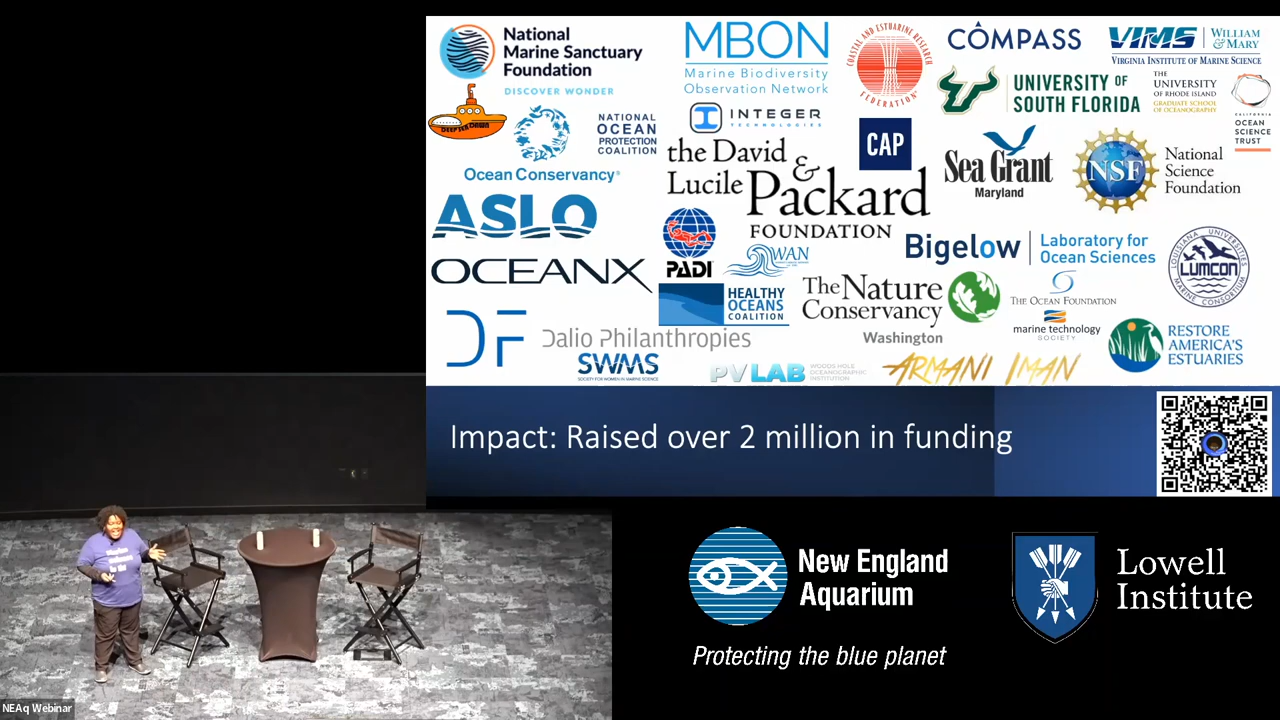 National
Marine Sanctuary
Foundation
DISCOVER WONDER
MBON
Marine Biodiversity
Observation Network
COASTAL AND ESTUARINE RESEARCH
FEDERATION
COMPASS
VIMS | WILLIAM
& MARY
VIRGINIA INSTITUTE OF MARINE SCIENCE
UNIVERSITY OF
SOUTH FLORIDA
THE
UNIVERSITY
OF RHODE ISLAND
GRADUATE SCHOOL
OF OCEANOGRAPHY
CALIFORNIA
OCEAN
SCIENCE
TRUST
DEEP SEA DAWN
Ocean Conservancy
NATIONAL
OCEAN
PROTECTION
COALITION
INTEGER
TECHNOLOGIES
the David &
Lucile Packard
FOUNDATION
CAP
Sea Grant
Maryland
NSF
National
Science
Foundation
ASLO
PADI
SWAN
Bigelow
Laboratory for
Ocean Sciences
LOUISIANA UNIVERSITIES
LUMCON
MARINE CONSORTIUM
OCEANX
HEALTHY
OCEANS
COALITION
The Nature
Conservancy
Washington
THE OCEAN FOUNDATION
marine technology
SOCIETY
RESTORE
AMERICA'S
ESTUARIES
DF
Dalio Philanthropies
SWMS
SOCIETY FOR WOMEN IN MARINE SCIENCE
PVLAB
WOODS HOLE
OCEANOGRAPHIC
INSTITUTION
ARMANI IMAN
Impact: Raised over 2 million in funding
New England
Aquarium
Protecting the blue planet
Lowell
Institute
NEAq Webinar